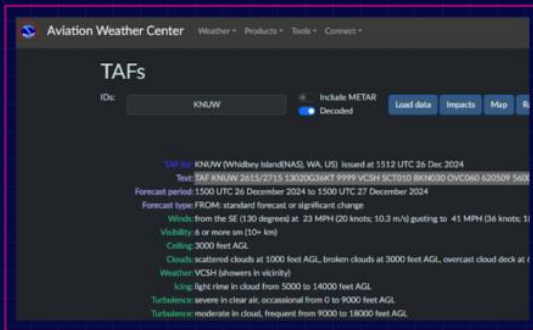 Aviation Weather Center Weather Products Tools Connect
TAFs
IDs: KNUW Include METAR
Decoded
Load data Impacts Map
TAF for: KNUW (Whidbey Island(NAS), WA, US) issued at 1512 UTC 26 Dec 2024
Text: TAF KNUW 2615/2715 13020G36KT 9999 VCSH SCT010 BKN030 OVC060 620509
Forecast period: 1500 UTC 26 December 2024 to 1500 UTC 27 December 2024
Forecast type: FROM: standard forecast or significant change
Winds: from the SE (130 degrees) at 23 MPH (20 knots; 10.3 m/s) gusting to 41 MPH (36 knots;
Visibility: 6 or more sm (10+ km)
Ceiling: 3000 feet AGL
Clouds: scattered clouds at 1000 feet AGL, broken clouds at 3000 feet AGL, overcast cloud deck at
Weather: VCSH (showers in vicinity)
Icing: light rime in cloud from 5000 to 14000 feet AGL
Turbulence: severe in clear air, occassional from 0 to 9000 feet AGL
Turbulence: moderate in cloud, frequent from 9000 to 18000 feet AGL